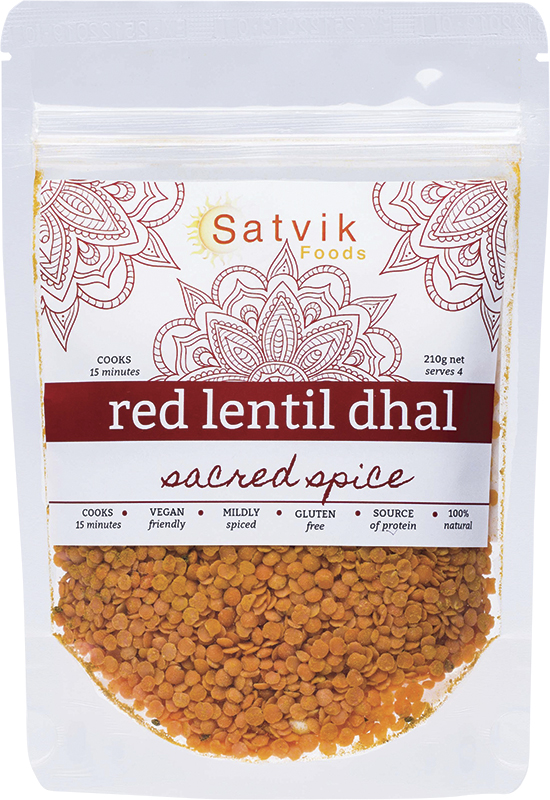 Satvik
Foods
COOKS
15 minutes
210g net
serves 4
red lentil dhal
sacred spice
COOKS
15 minutes
•
VEGAN
friendly
•
MILDLY
spiced
•
GLUTEN
free
•
SOURCE
of protein
•
100%
natural